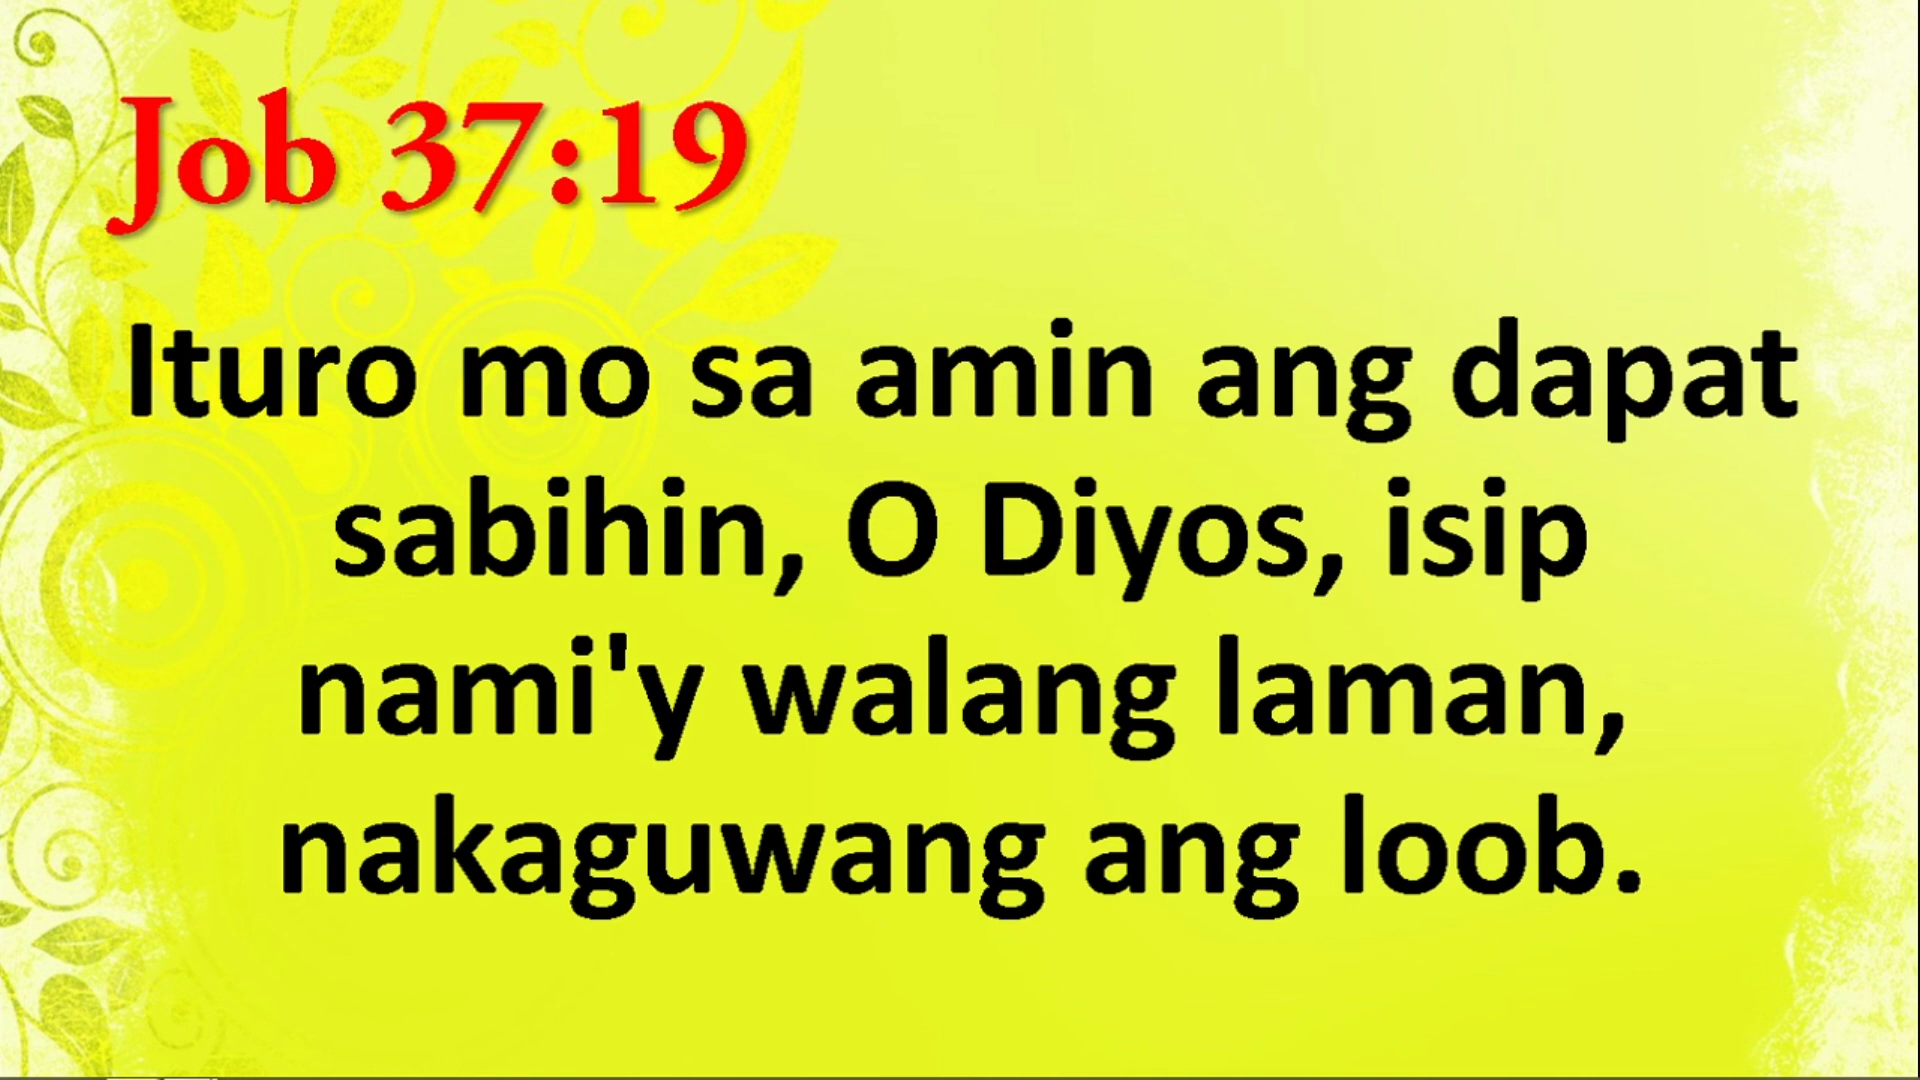 Job 37:19
Ituro mo sa amin ang dapat
sabihin, O Diyos, isip
nami'y walang laman,
nakaguwang ang loob.